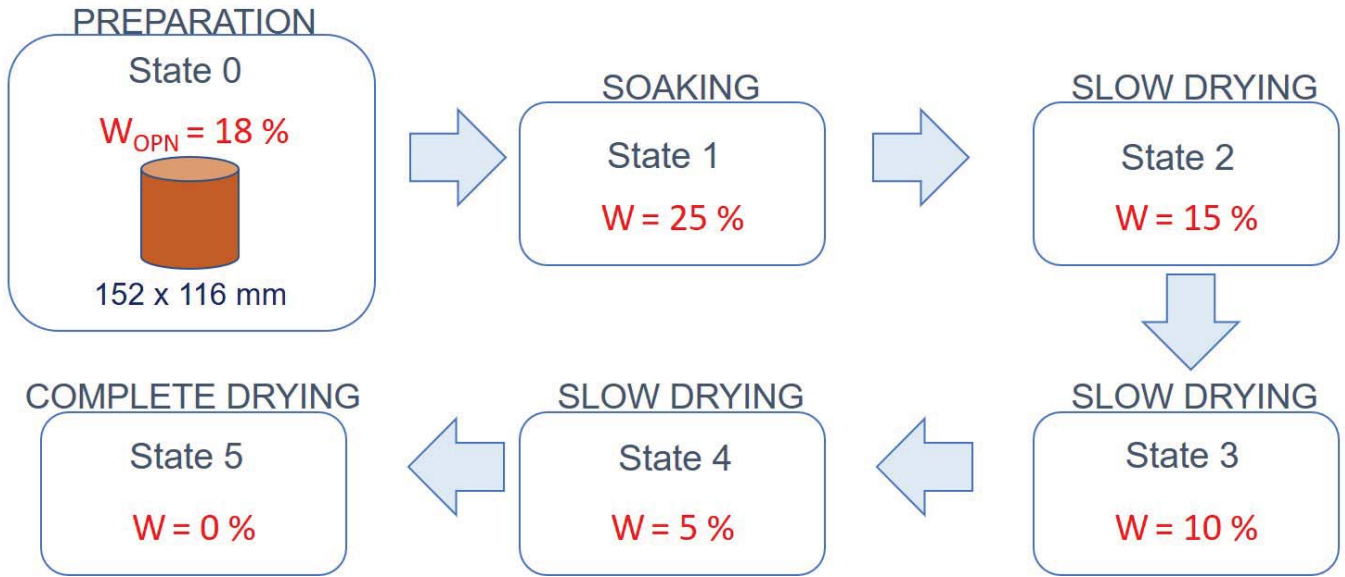 PREPARATION
State 0
W_OPN = 18 %
152 x 116 mm
SOAKING
State 1
W = 25 %
SLOW DRYING
State 2
W = 15 %
SLOW DRYING
State 3
W = 10 %
SLOW DRYING
State 4
W = 5 %
COMPLETE DRYING
State 5
W = 0 %